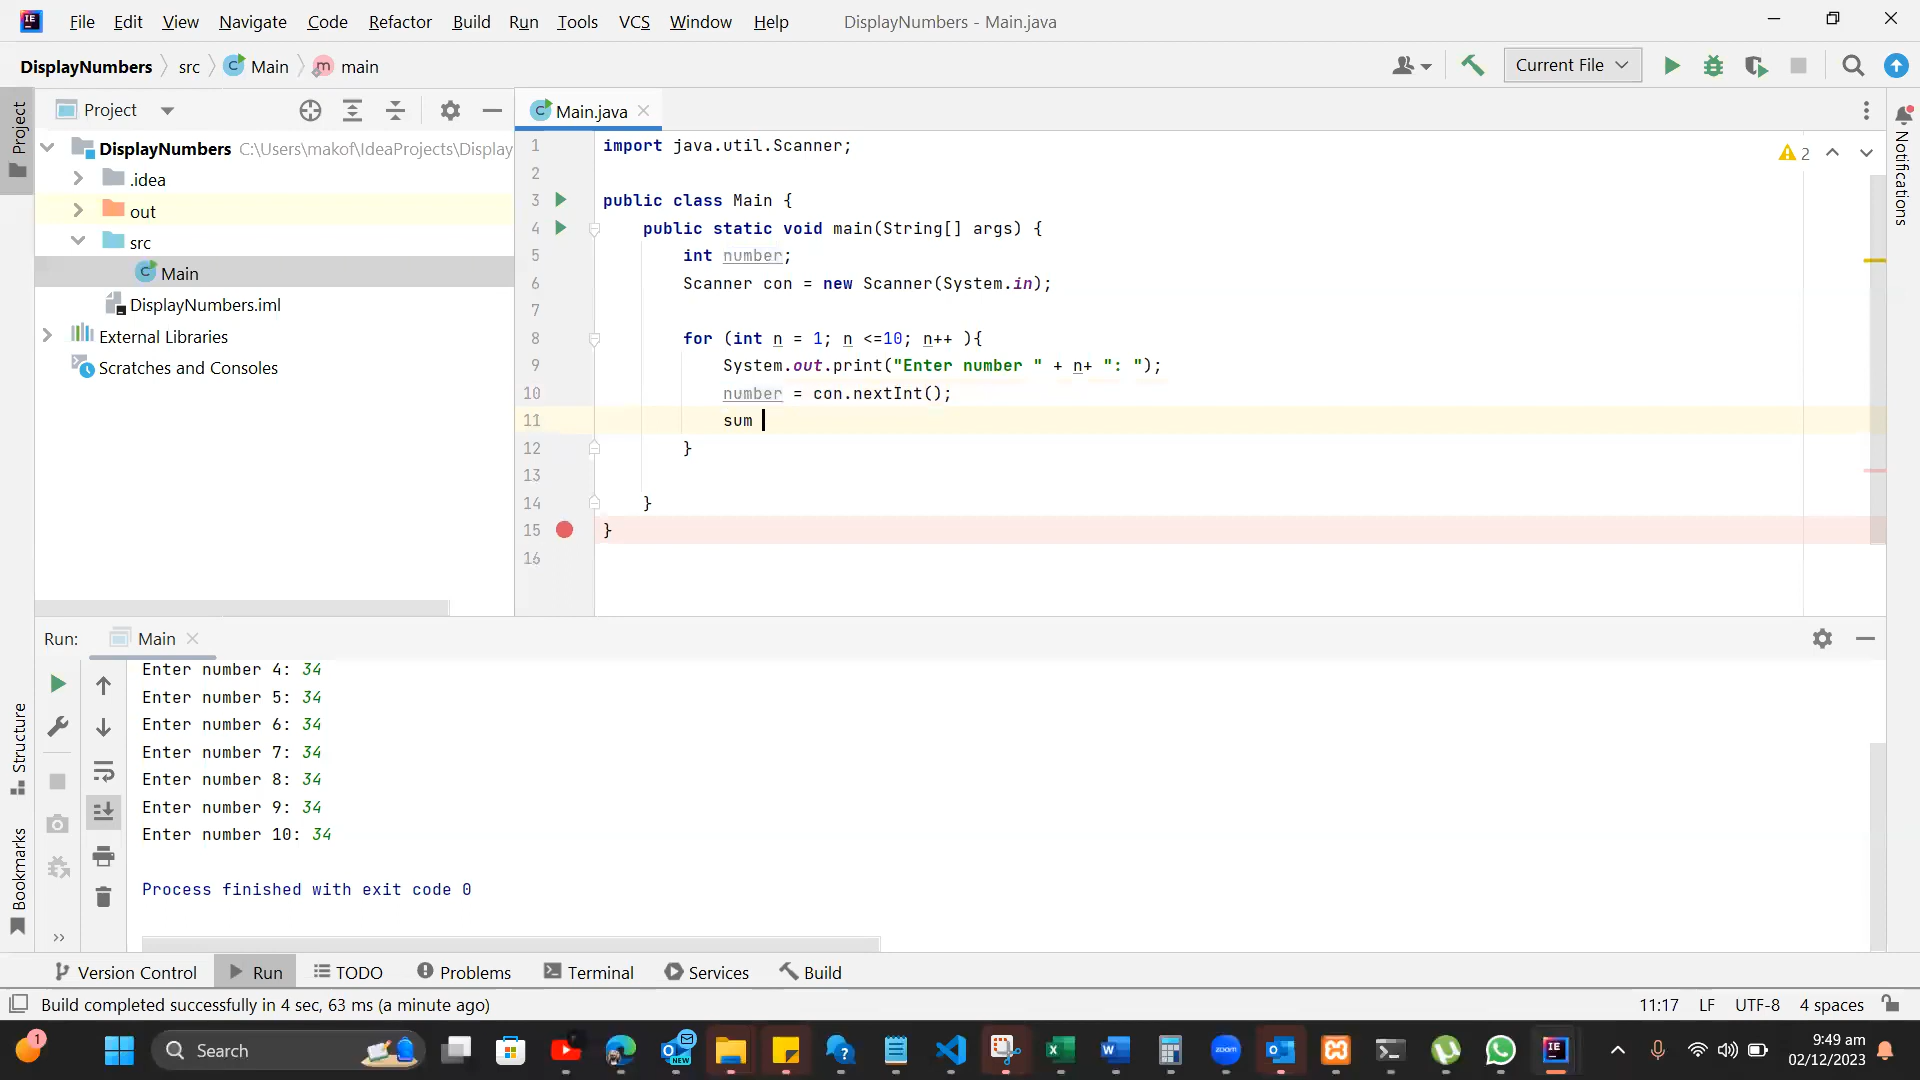 File Edit View Navigate Code Refactor Build Run Tools VCS Window Help DisplayNumbers - Main.java
DisplayNumbers src Main main Current File
Project Main.java
DisplayNumbers C:\Users\makof\IdeaProjects\Display
.idea
out
src
Main
DisplayNumbers.iml
External Libraries
Scratches and Consoles
Project
Structure
Bookmarks
Notifications
2
1 import java.util.Scanner;
2
3 public class Main {
4 public static void main(String[] args) {
5 int number;
6 Scanner con = new Scanner(System.in);
7
8 for (int n = 1; n <=10; n++ ){
9 System.out.print("Enter number " + n+ ": ");
10 number = con.nextInt();
11 sum
12 }
13
14 }
15 }
16
Run: Main
Enter number 4: 34
Enter number 5: 34
Enter number 6: 34
Enter number 7: 34
Enter number 8: 34
Enter number 9: 34
Enter number 10: 34
Process finished with exit code 0
Version Control Run TODO Problems Terminal Services Build
Build completed successfully in 4 sec, 63 ms (a minute ago) 11:17 LF UTF-8 4 spaces
1 Search NEW zoom 9:49 am
02/12/2023